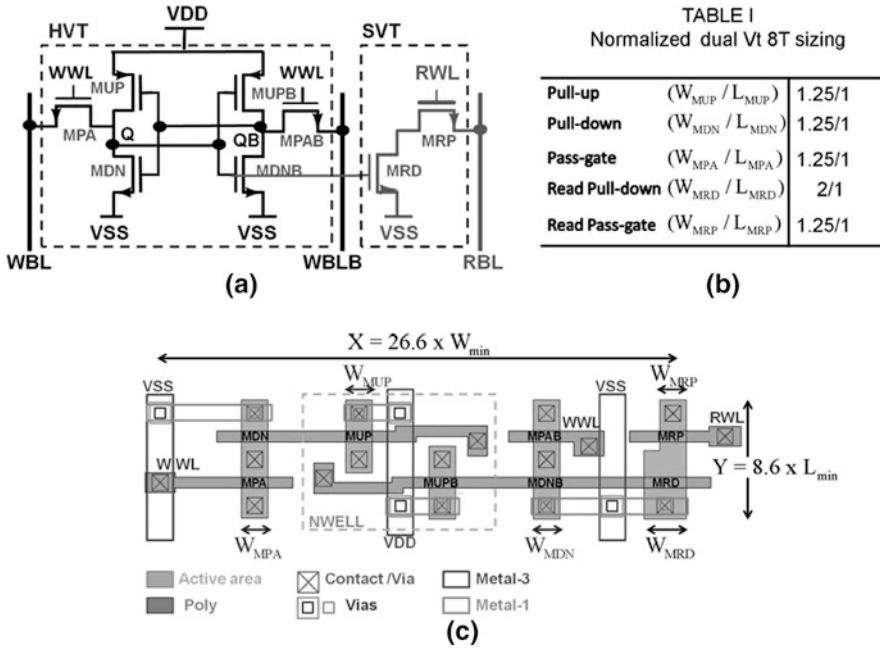 HVT
VDD
SVT
WWL
MUP
MUPB
WWL
RWL
MPA
Q
QB
MPAB
MRP
MDN
MDNB
MRD
VSS
VSS
VSS
WBL
WBLB
RBL
(a)
TABLE I
Normalized dual Vt 8T sizing
Pull-up (W_MUP / L_MUP) 1.25/1
Pull-down (W_MDN / L_MDN) 1.25/1
Pass-gate (W_MPA / L_MPA) 1.25/1
Read Pull-down (W_MRD / L_MRD) 2/1
Read Pass-gate (W_MRP / L_MRP) 1.25/1
(b)
X = 26.6 x W_min
VSS
W_MUP
VSS
W_MRP
MDN
MUP
MPAB
WWL
MRP
RWL
WWL
MPA
MUPB
MDNB
MRD
Y = 8.6 x L_min
NWELL
W_MPA
VDD
W_MDN
W_MRD
Active area
Contact /Via
Metal-3
Poly
Vias
Metal-1
(c)